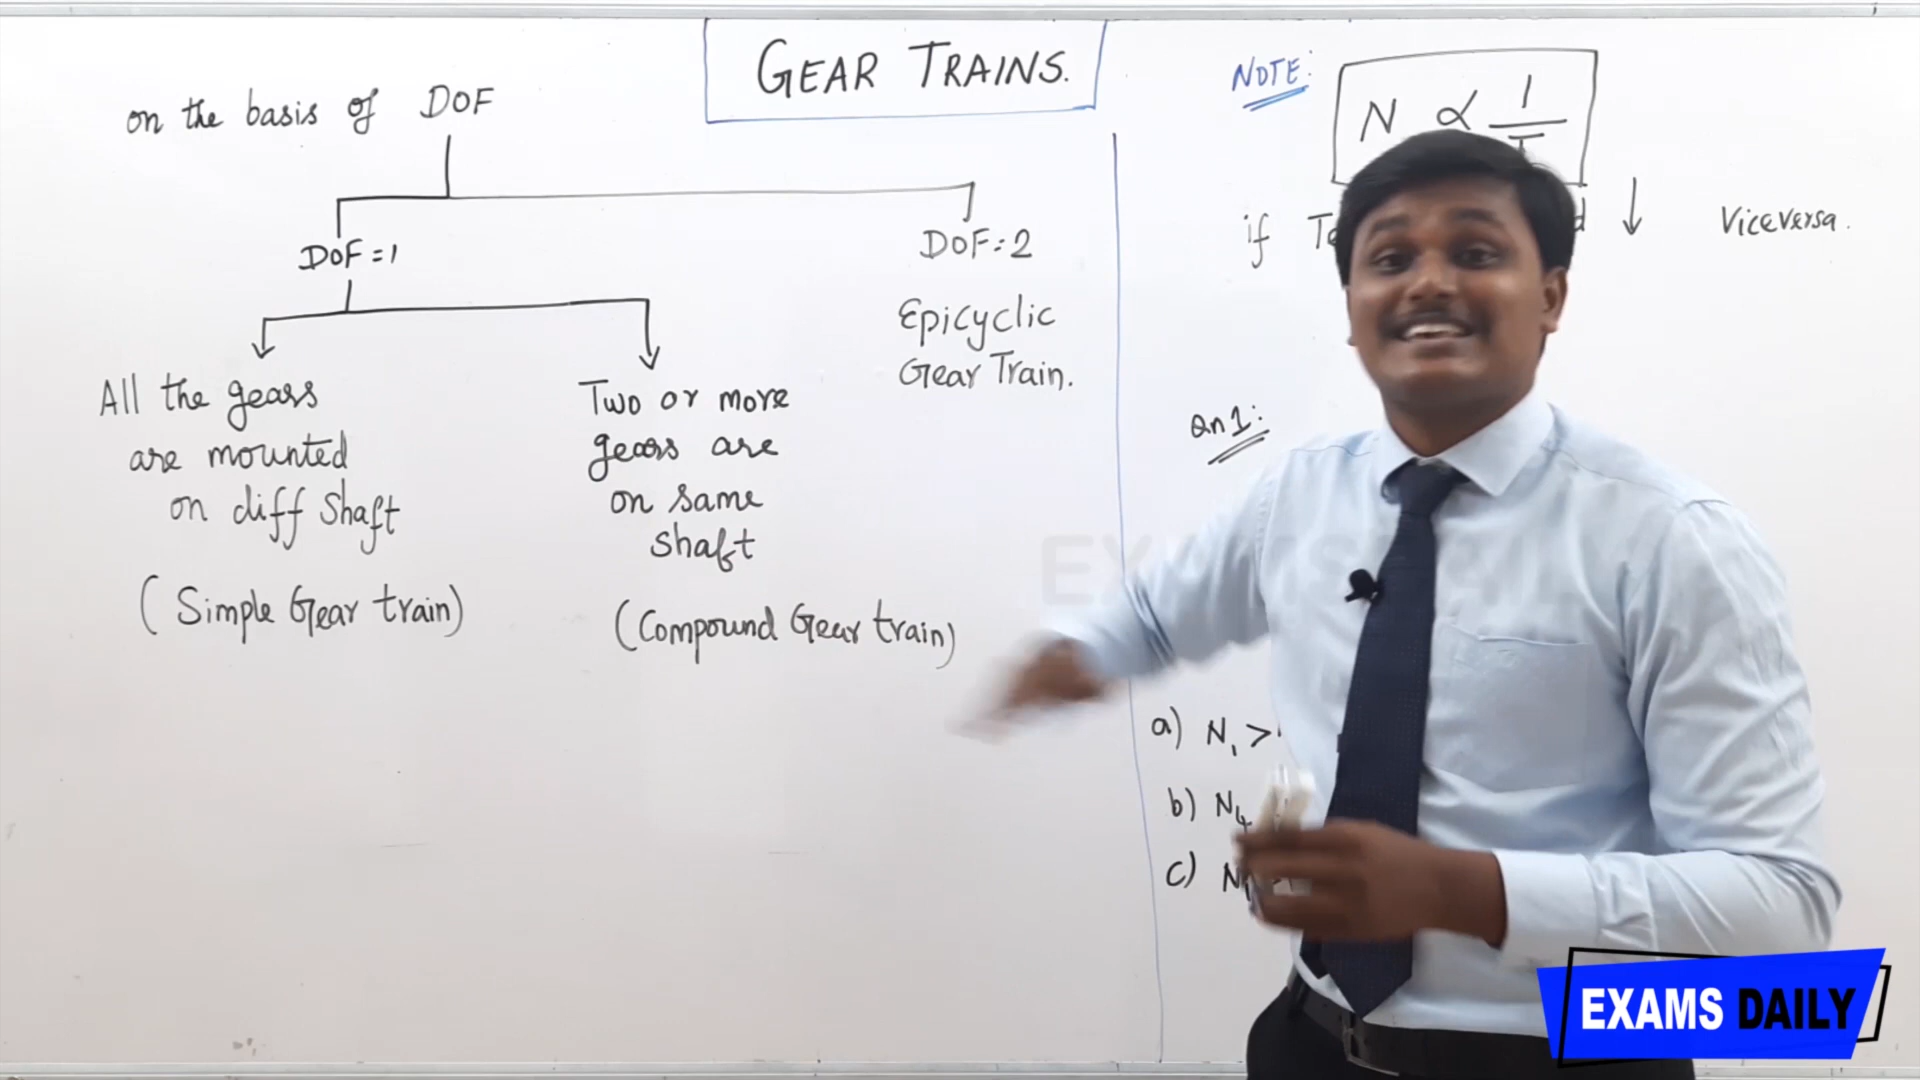 GEAR TRAINS.
on the basis of DOF
DOF = 1
DOF = 2
Epicyclic
Gear Train.
All the gears
are mounted
on diff shaft
(Simple Gear train)
Two or more
gears are
on same
shaft
(Compound Gear train)
NOTE:
N ∝ 1
if ↓ Viceversa.
Qn 1:
a) N1 >
b) N4
c) N
EXAMSDAILY
EXAMS DAILY